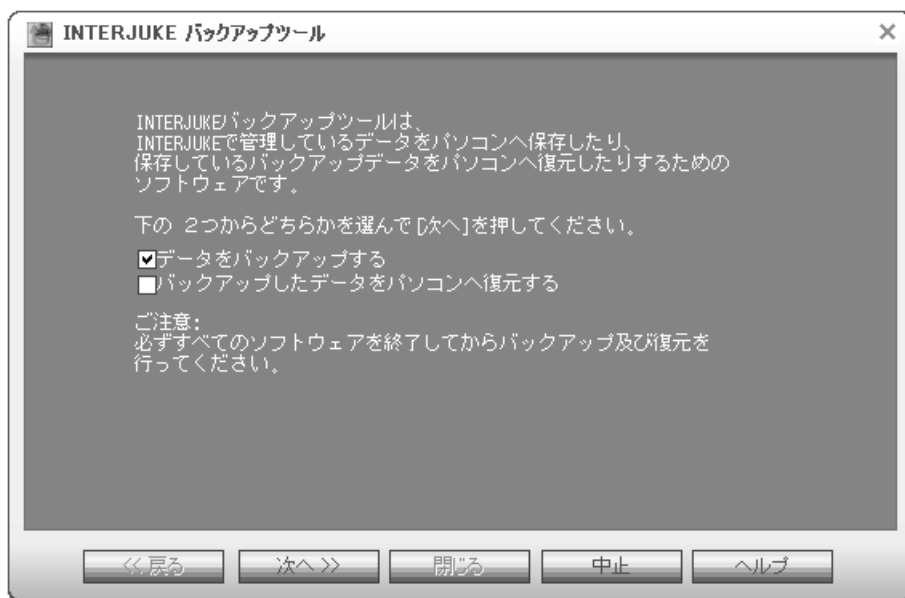 INTERJUKE バックアップツール
INTERJUKEバックアップツールは、
INTERJUKEで管理しているデータをパソコンへ保存したり、
保存しているバックアップデータをパソコンへ復元したりするための
ソフトウェアです。
下の 2つからどちらかを選んで[次へ]を押してください。
データをバックアップする
バックアップしたデータをパソコンへ復元する
ご注意:
必ずすべてのソフトウェアを終了してからバックアップ及び復元を
行ってください。
<< 戻る 次へ >> 閉じる 中止 ヘルプ